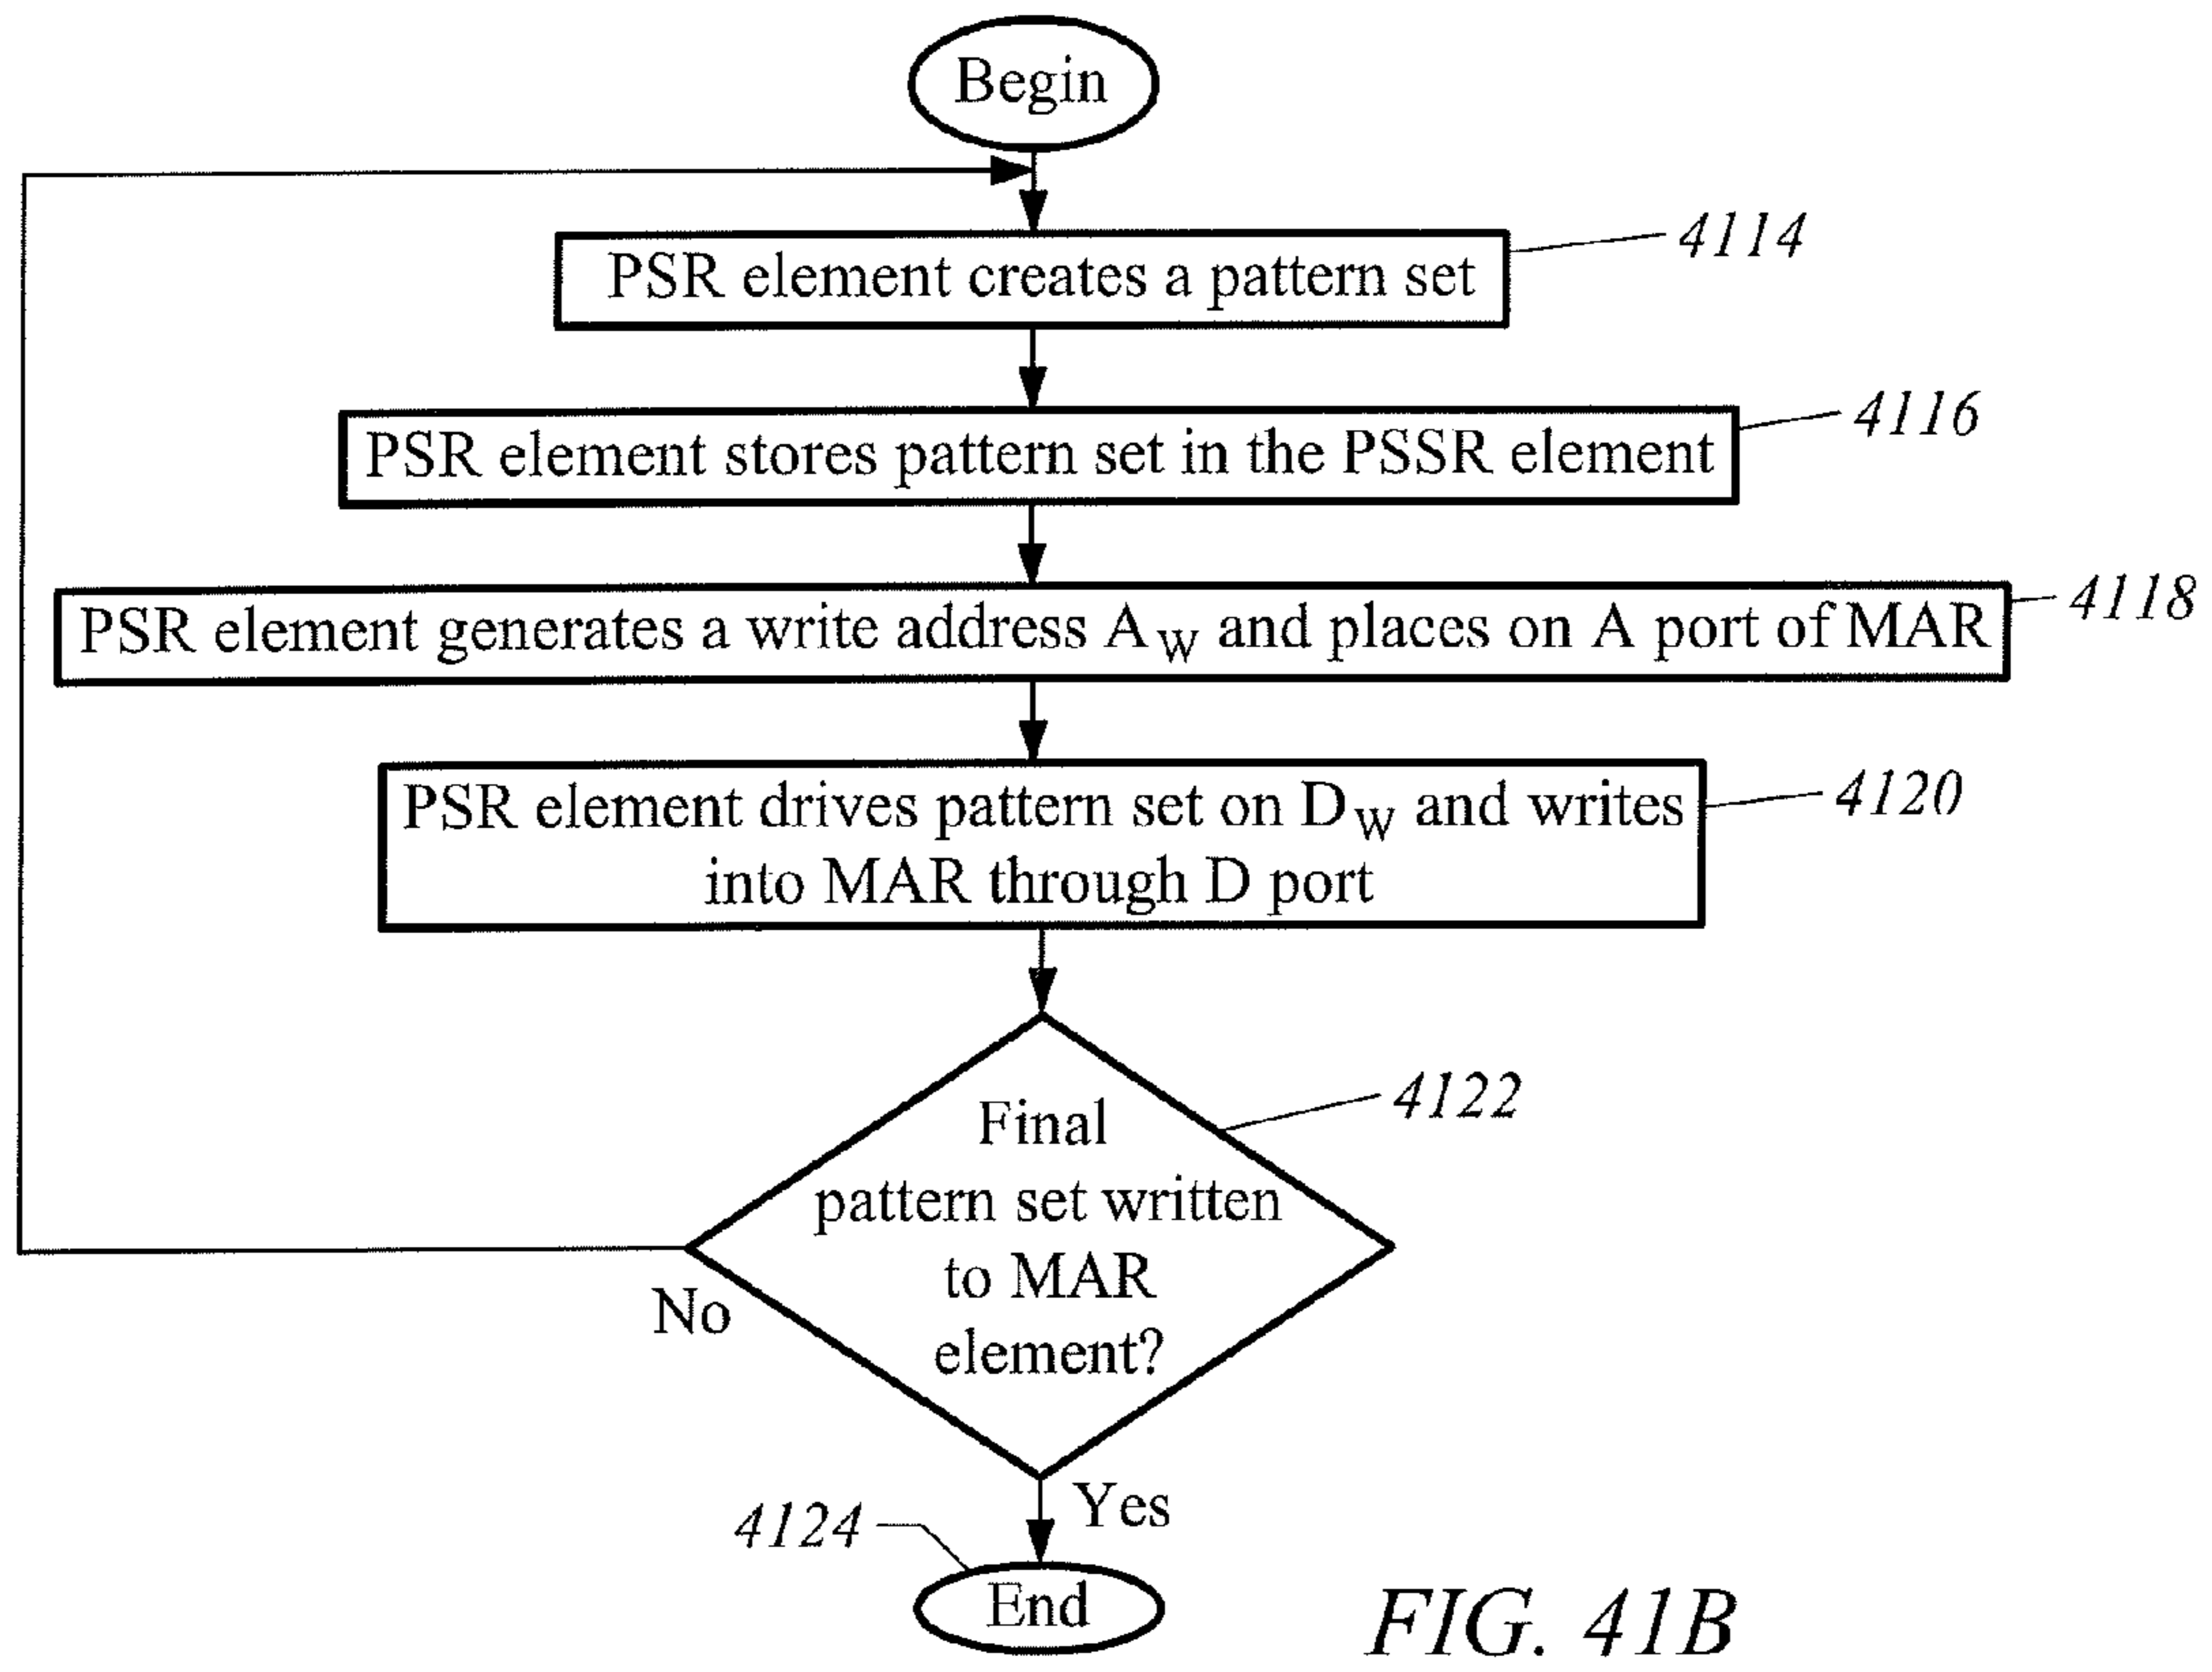 Begin
4114
PSR element creates a pattern set
4116
PSR element stores pattern set in the PSSR element
4118
PSR element generates a write address AW and places on A port of MAR
4120
PSR element drives pattern set on DW and writes
into MAR through D port
4122
Final
pattern set written
to MAR
element?
No
Yes
4124
End
FIG. 41B